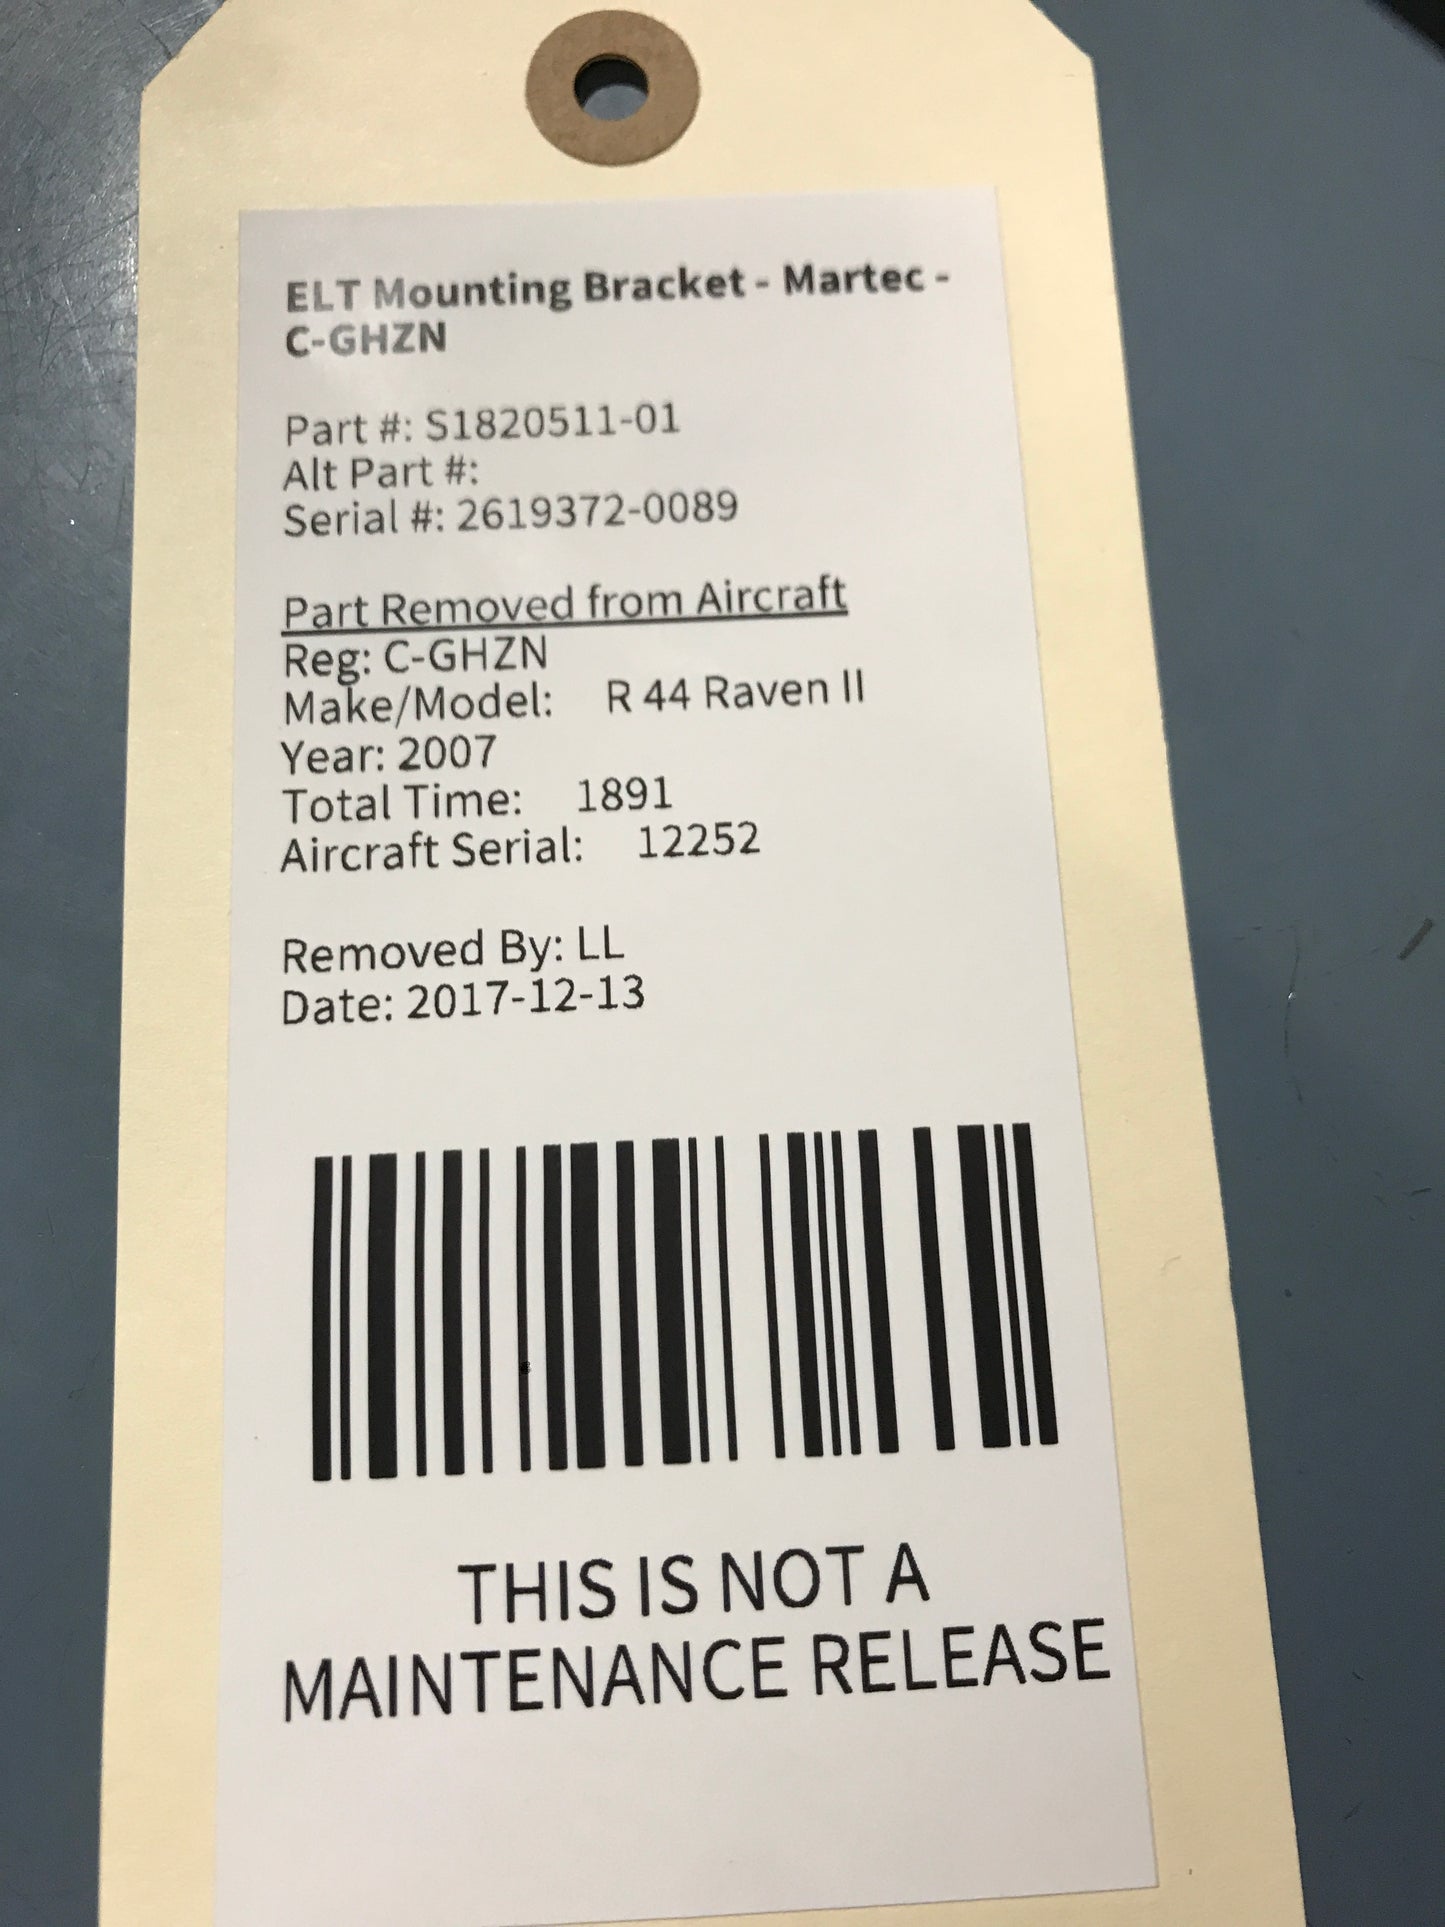 ELT Mounting Bracket - Martec -
C-GHZN
Part #: S1820511-01
Alt Part #:
Serial #: 2619372-0089
Part Removed from Aircraft
Reg: C-GHZN
Make/Model: R 44 Raven II
Year: 2007
Total Time: 1891
Aircraft Serial: 12252
Removed By: LL
Date: 2017-12-13
THIS IS NOT A
MAINTENANCE RELEASE